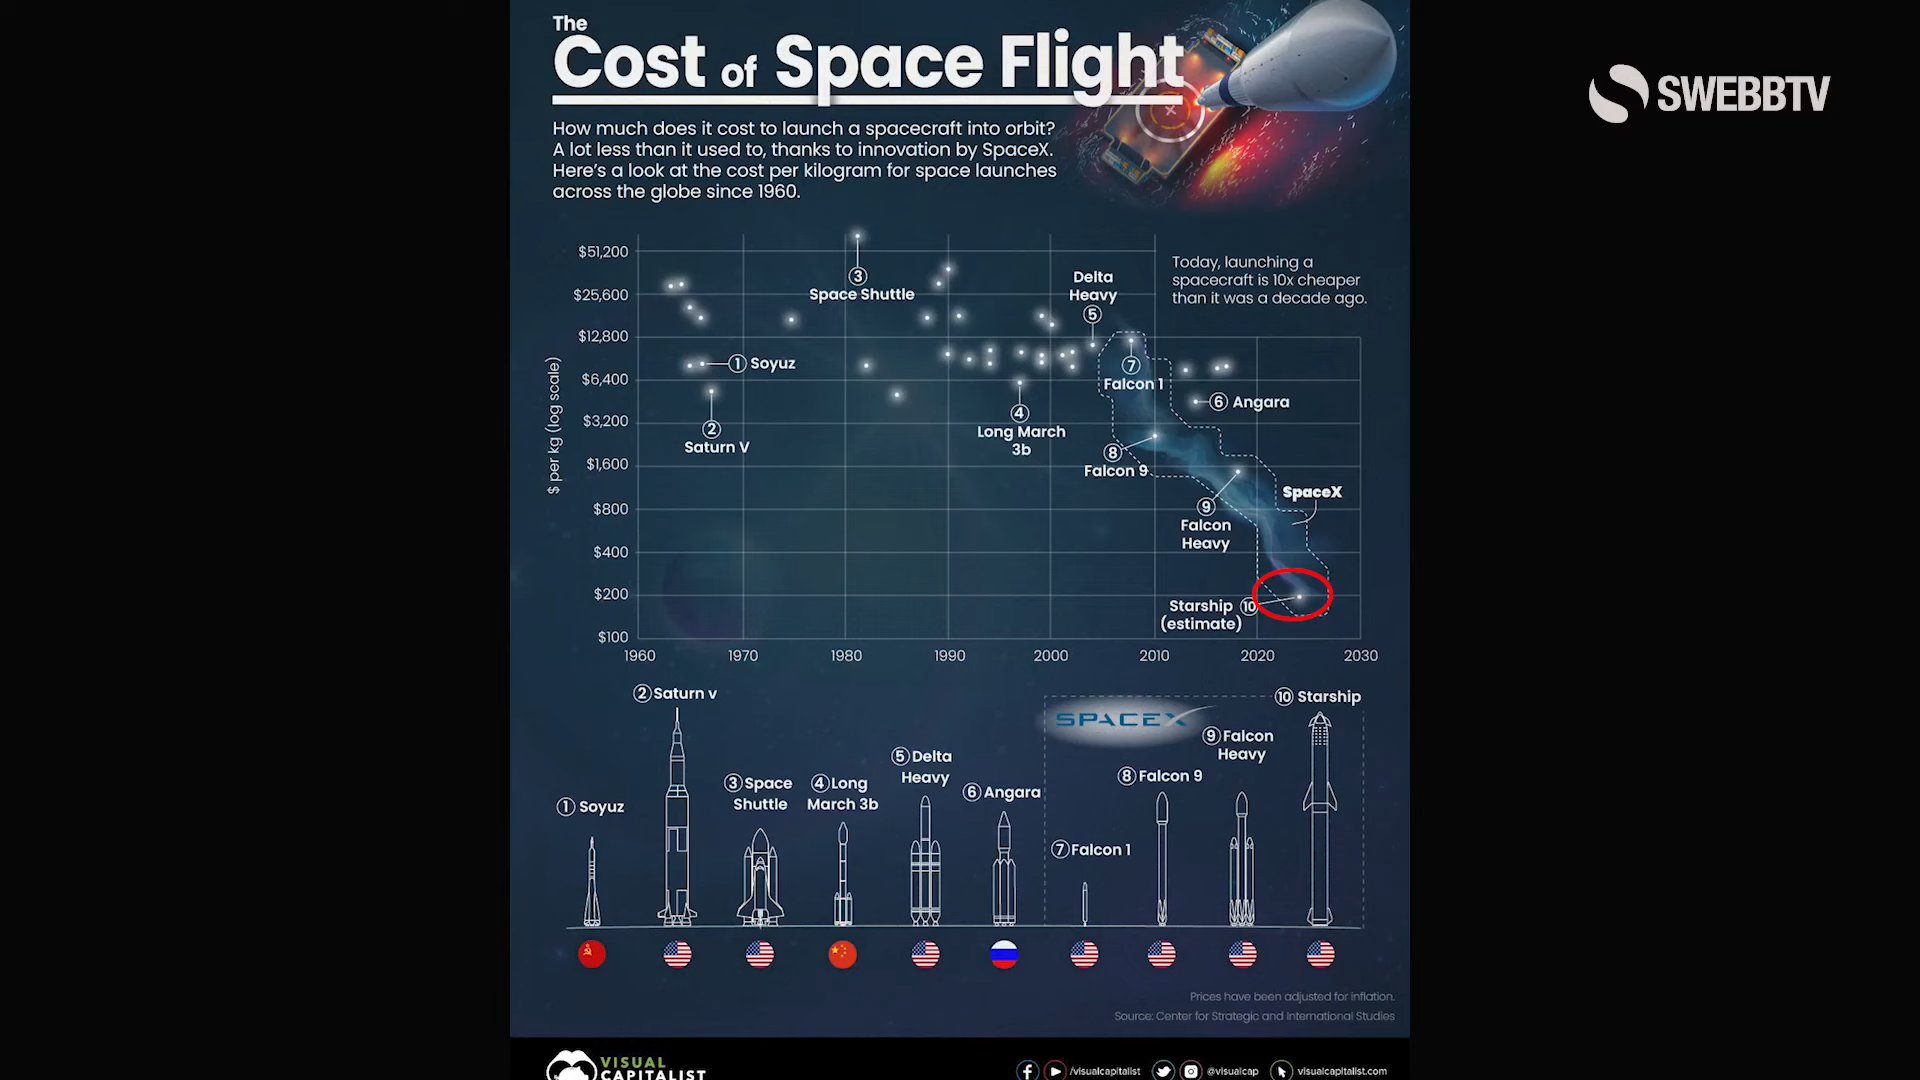 The
Cost of Space Flight
SWEBBTV
How much does it cost to launch a spacecraft into orbit?
A lot less than it used to, thanks to innovation by SpaceX.
Here's a look at the cost per kilogram for space launches
across the globe since 1960.
Today, launching a
spacecraft is 10x cheaper
than it was a decade ago.
$ per kg (log scale)
$51,200
$25,600
$12,800
$6,400
$3,200
$1,600
$800
$400
$200
$100
3
Space Shuttle
Delta
Heavy
5
1 Soyuz
2
Saturn V
4
Long March
3b
7
Falcon 1
6 Angara
8
Falcon 9
9
Falcon
Heavy
SpaceX
Starship 10
(estimate)
1960
1970
1980
1990
2000
2010
2020
2030
1 Soyuz
2 Saturn v
3 Space
Shuttle
4 Long
March 3b
5 Delta
Heavy
6 Angara
SPACEX
7 Falcon 1
8 Falcon 9
9 Falcon
Heavy
10 Starship
Prices have been adjusted for inflation.
Source: Center for Strategic and International Studies
VISUAL
CAPITALIST
/visualcapitalist
@visualcap
visualcapitalist.com